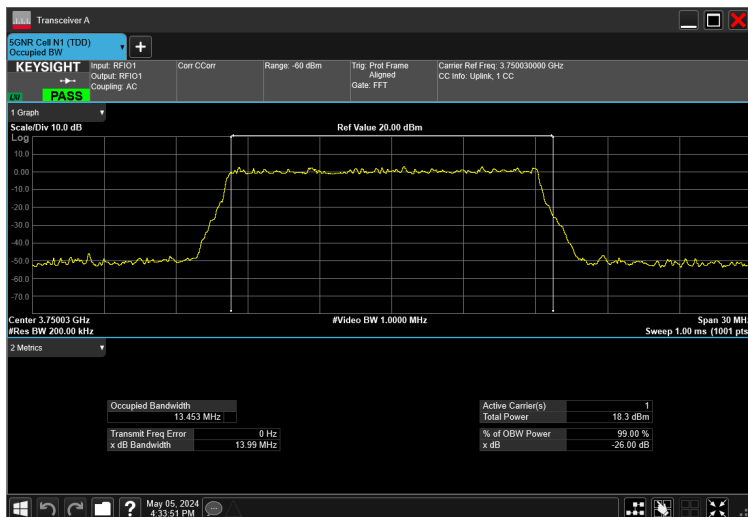 Transceiver A
5GNR Cell N1 (TDD)
Occupied BW
KEYSIGHT
Input: RFIO1
Output: RFIO1
Coupling: AC
Corr CCorr
Range: -60 dBm
Trig: Prot Frame
Aligned
Gate: FFT
Carrier Ref Freq: 3.750030000 GHz
CC Info: Uplink, 1 CC
LXI
PASS
1 Graph
Scale/Div 10.0 dB
Ref Value 20.00 dBm
Log
10.0
0.00
-10.0
-20.0
-30.0
-40.0
-50.0
-60.0
-70.0
Center 3.75003 GHz
#Video BW 1.0000 MHz
Span 30 MH
#Res BW 200.00 kHz
Sweep 1.00 ms (1001 pts
2 Metrics
Occupied Bandwidth
13.453 MHz
Transmit Freq Error 0 Hz
x dB Bandwidth 13.99 MHz
Active Carrier(s) 1
Total Power 18.3 dBm
% of OBW Power 99.00 %
x dB -26.00 dB
May 05, 2024
4:33:51 PM